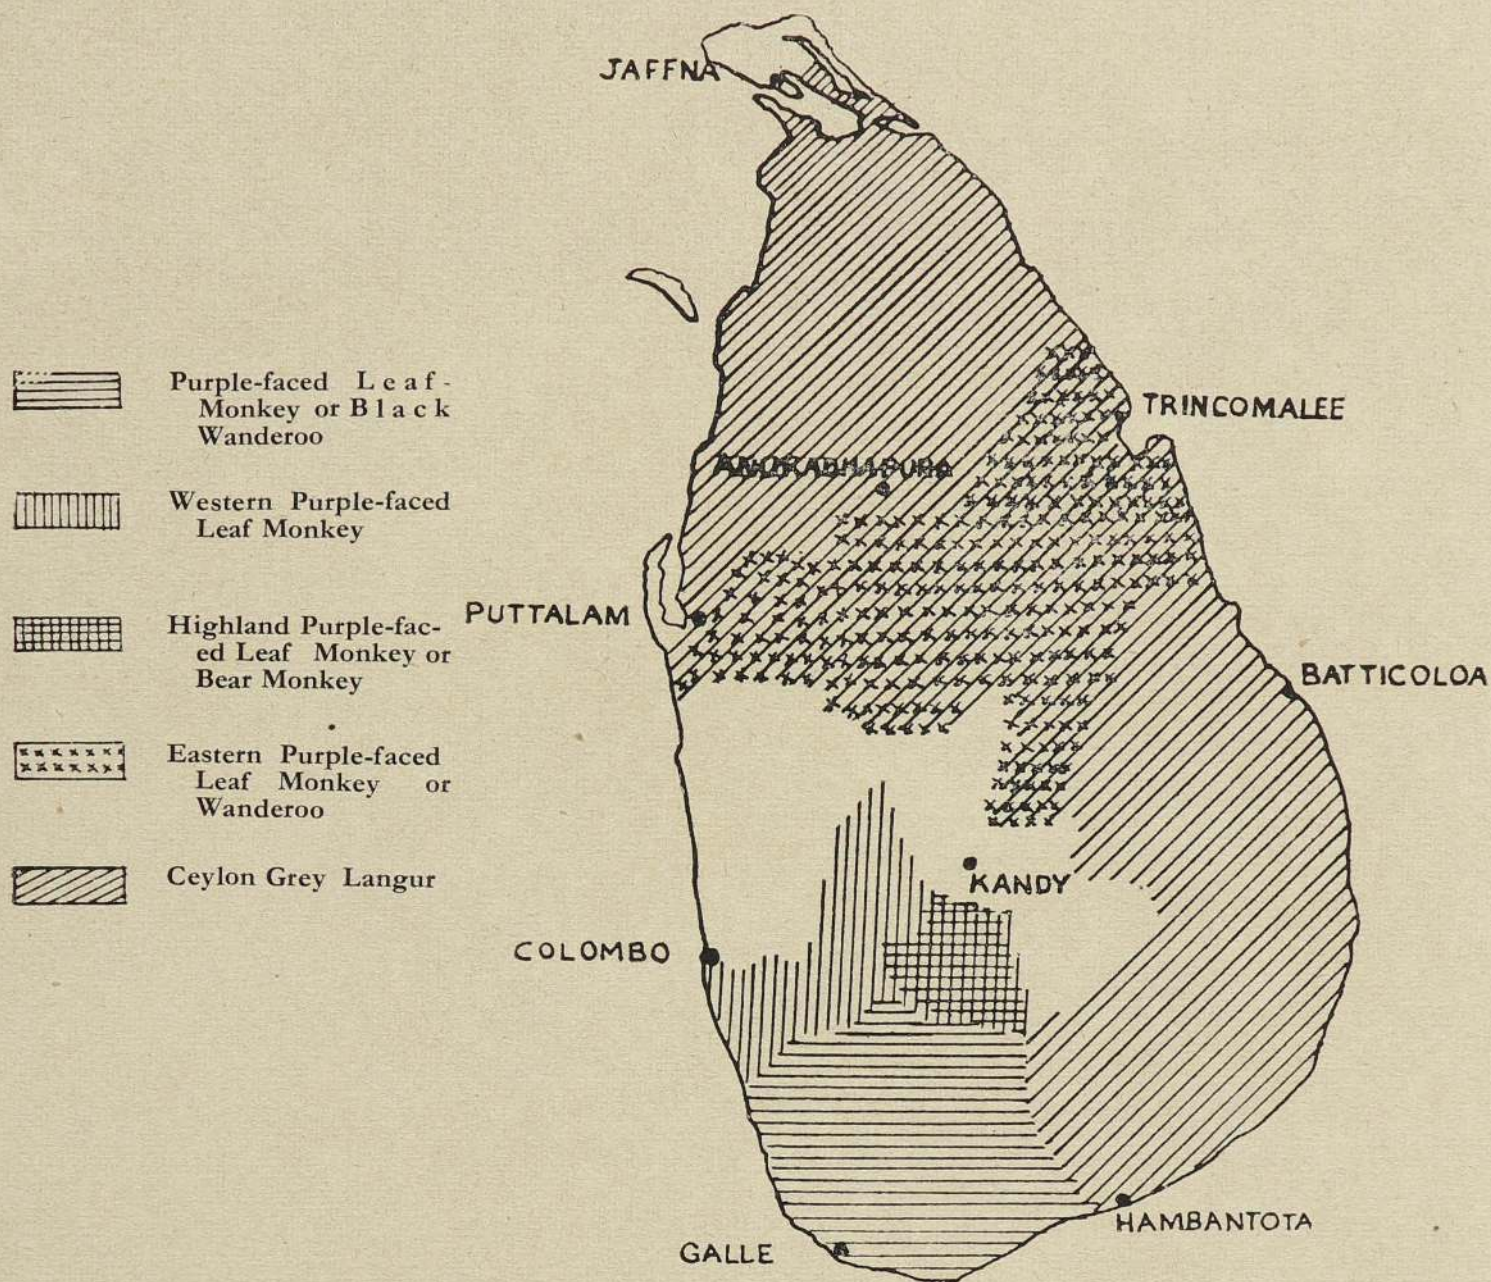 JAFFNA
Purple-faced Leaf-
Monkey or Black
Wanderoo
TRINCOMALEE
ANURADHAPURA
Western Purple-faced
Leaf Monkey
PUTTALAM
Highland Purple-fac-
ed Leaf Monkey or
Bear Monkey
BATTICOLOA
Eastern Purple-faced
Leaf Monkey or
Wanderoo
Ceylon Grey Langur
KANDY
COLOMBO
HAMBANTOTA
GALLE